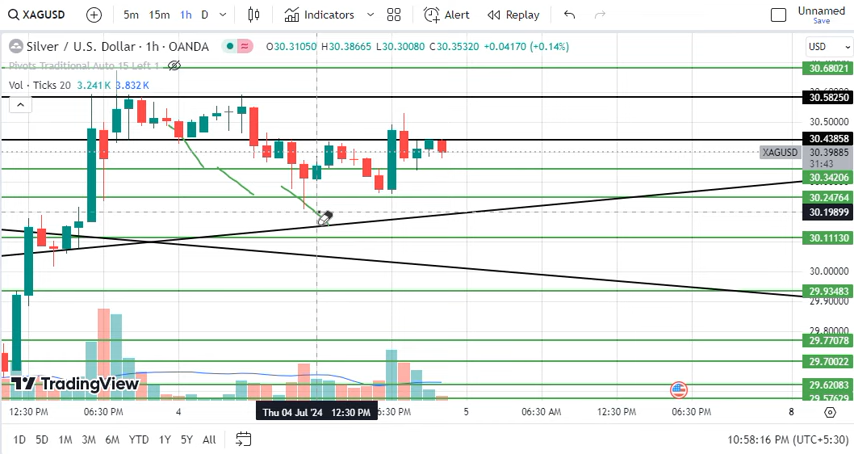 XAGUSD 5m 15m 1h D Indicators Alert Replay Unnamed
Save
Silver / U.S. Dollar · 1h · OANDA O30.31050 H30.38665 L30.30080 C30.35320 +0.04170 (+0.14%) USD
Pivots Traditional Auto 15 Left 1
30.68021
Vol · Ticks 20 3.241K 3.832K
30.58250
30.50000
30.43858
XAGUSD 30.39885
31:43
30.34206
30.24764
30.19899
30.11130
30.00000
29.93483
29.90000
29.80000
29.77078
29.70022
TradingView
29.62083
29.57629
12:30 PM 06:30 PM 4 Thu 04 Jul '24 12:30 PM 06:30 PM 5 06:30 AM 12:30 PM 06:30 PM 8
1D 5D 1M 3M 6M YTD 1Y 5Y All 10:58:16 PM (UTC+5:30)